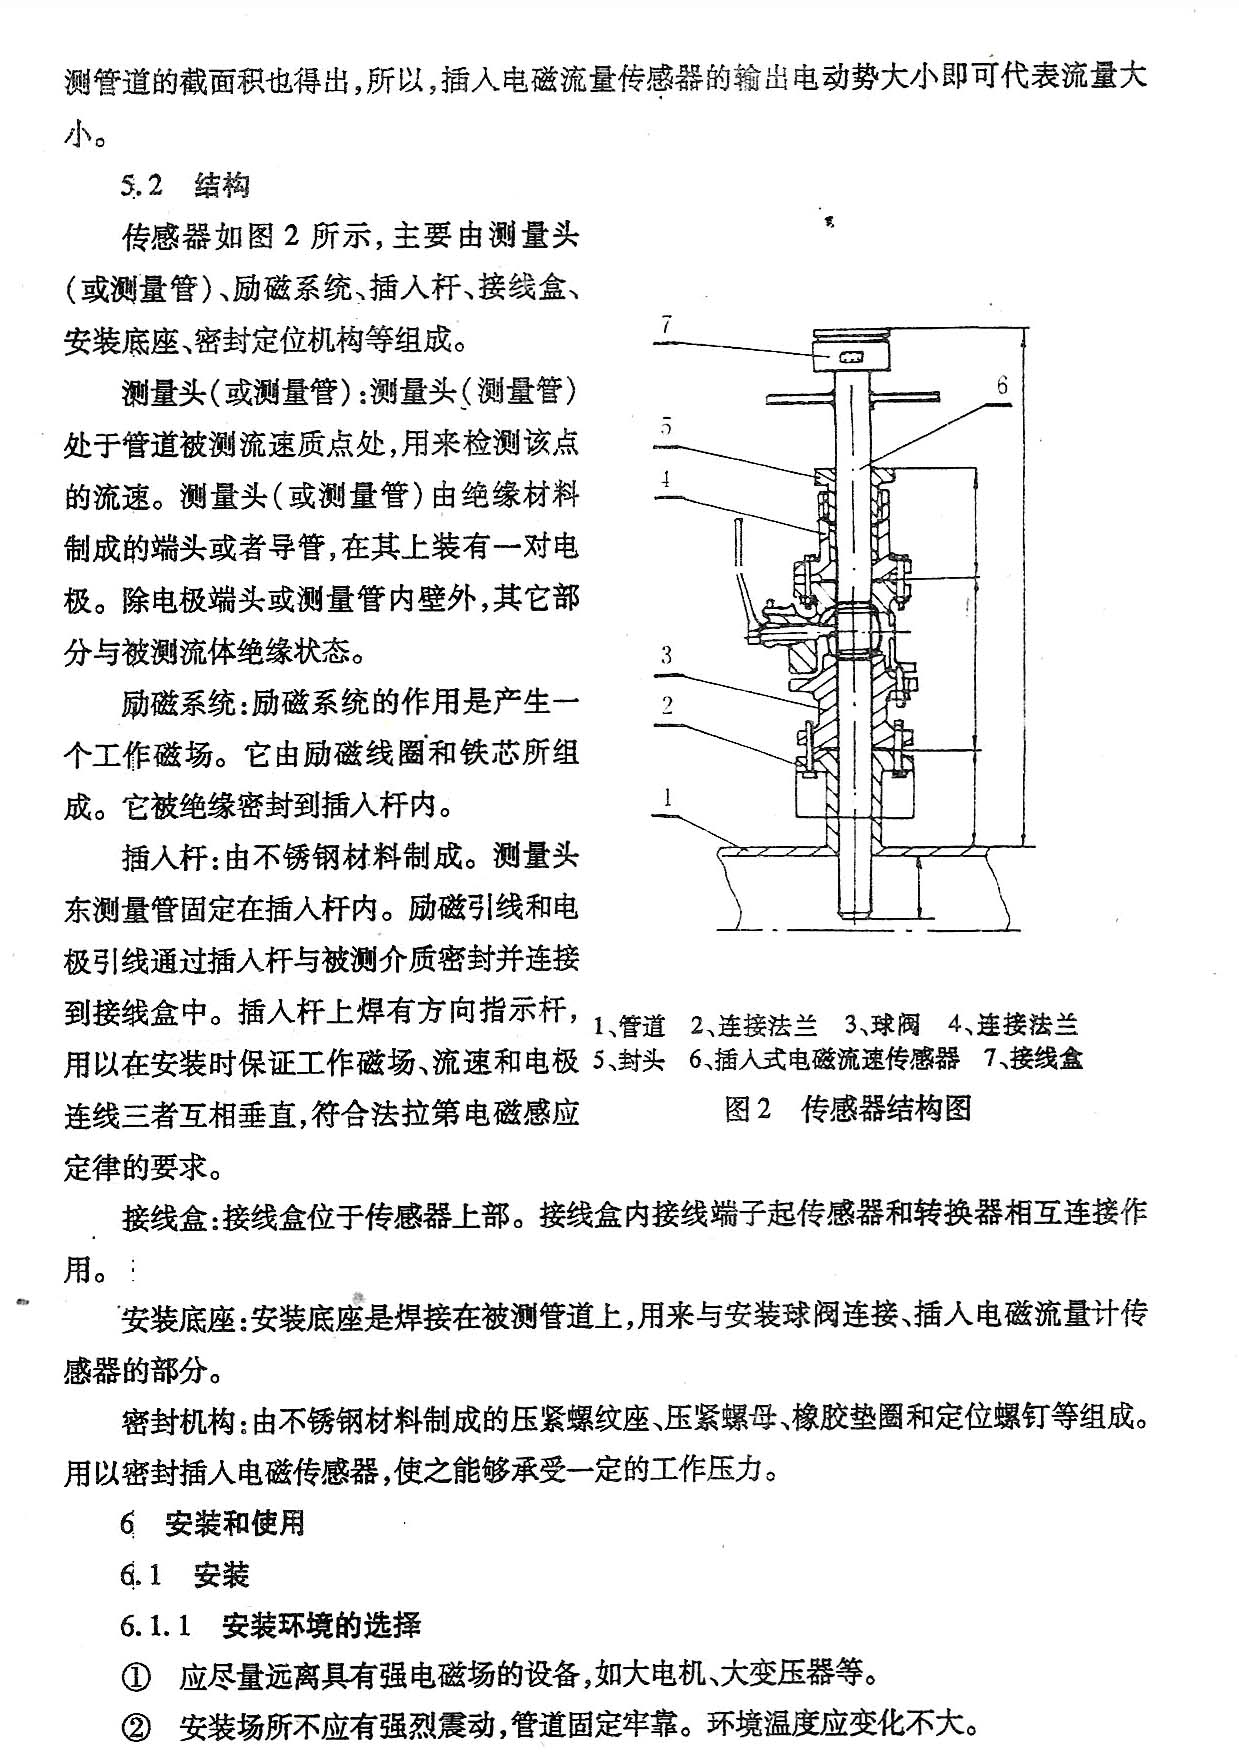 测管道的截面积也得出，所以，插入电磁流量传感器的输出电动势大小即可代表流量大
小。
5.2 结构
传感器如图 2 所示，主要由测量头
（或测量管）、励磁系统、插入杆、接线盒、
安装底座、密封定位机构等组成。
测量头（或测量管）：测量头（测量管）
处于管道被测流速质点处，用来检测该点
的流速。测量头（或测量管）由绝缘材料
制成的端头或者导管，在其上装有一对电
极。除电极端头或测量管内壁外，其它部
分与被测流体绝缘状态。
励磁系统：励磁系统的作用是产生一
个工作磁场。它由励磁线圈和铁芯所组
成。它被绝缘密封到插入杆内。
插入杆：由不锈钢材料制成。测量头
东测量管固定在插入杆内。励磁引线和电
极引线通过插入杆与被测介质密封并连接
到接线盒中。插入杆上焊有方向指示杆，
用以在安装时保证工作磁场、流速和电极
连线三者互相垂直，符合法拉第电磁感应
定律的要求。
7
6
5
4
3
2
1
1、管道 2、连接法兰 3、球阀 4、连接法兰
5、封头 6、插入式电磁流速传感器 7、接线盒
图 2 传感器结构图
接线盒：接线盒位于传感器上部。接线盒内接线端子起传感器和转换器相互连接作
用。
安装底座：安装底座是焊接在被测管道上，用来与安装球阀连接、插入电磁流量计传
感器的部分。
密封机构：由不锈钢材料制成的压紧螺纹座、压紧螺母、橡胶垫圈和定位螺钉等组成。
用以密封插入电磁传感器，使之能够承受一定的工作压力。
6 安装和使用
6.1 安装
6.1.1 安装环境的选择
① 应尽量远离具有强电磁场的设备，如大电机、大变压器等。
② 安装场所不应有强烈震动，管道固定牢靠。环境温度应变化不大。